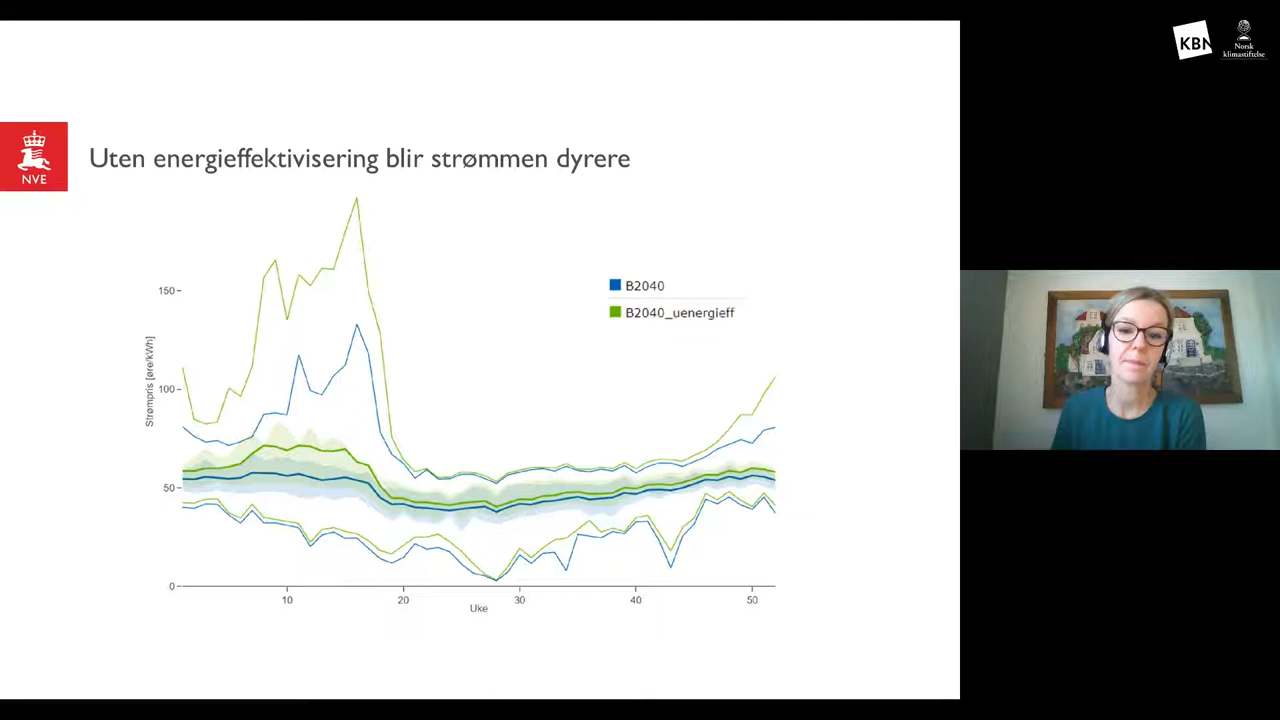 KBN
Norsk
klimastiftelse
NVE
Uten energieffektivisering blir strømmen dyrere
B2040
B2040_uenergieff
Strømpris [øre/kWh]
150
100
50
0
10
20
30
40
50
Uke